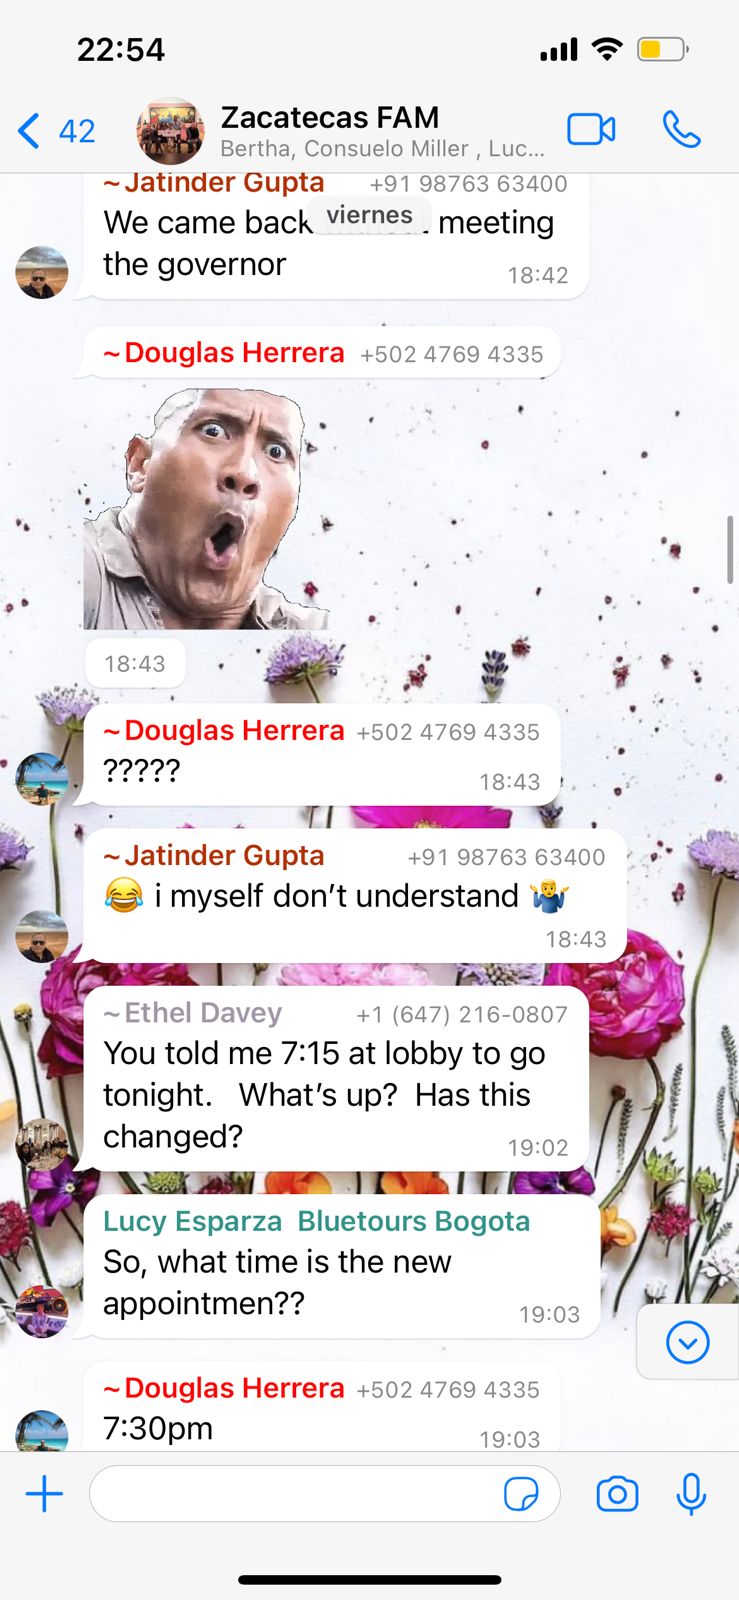 22:54
42
Zacatecas FAM
Bertha, Consuelo Miller , Luc...
~Jatinder Gupta +91 98763 63400
viernes
We came back meeting
the governor
18:42
~Douglas Herrera +502 4769 4335
18:43
~Douglas Herrera +502 4769 4335
?????
18:43
~Jatinder Gupta +91 98763 63400
😂 i myself don't understand 🤷‍♂️
18:43
~Ethel Davey +1 (647) 216-0807
You told me 7:15 at lobby to go
tonight. What's up? Has this
changed?
19:02
Lucy Esparza Bluetours Bogota
So, what time is the new
appointmen??
19:03
~Douglas Herrera +502 4769 4335
7:30pm
19:03